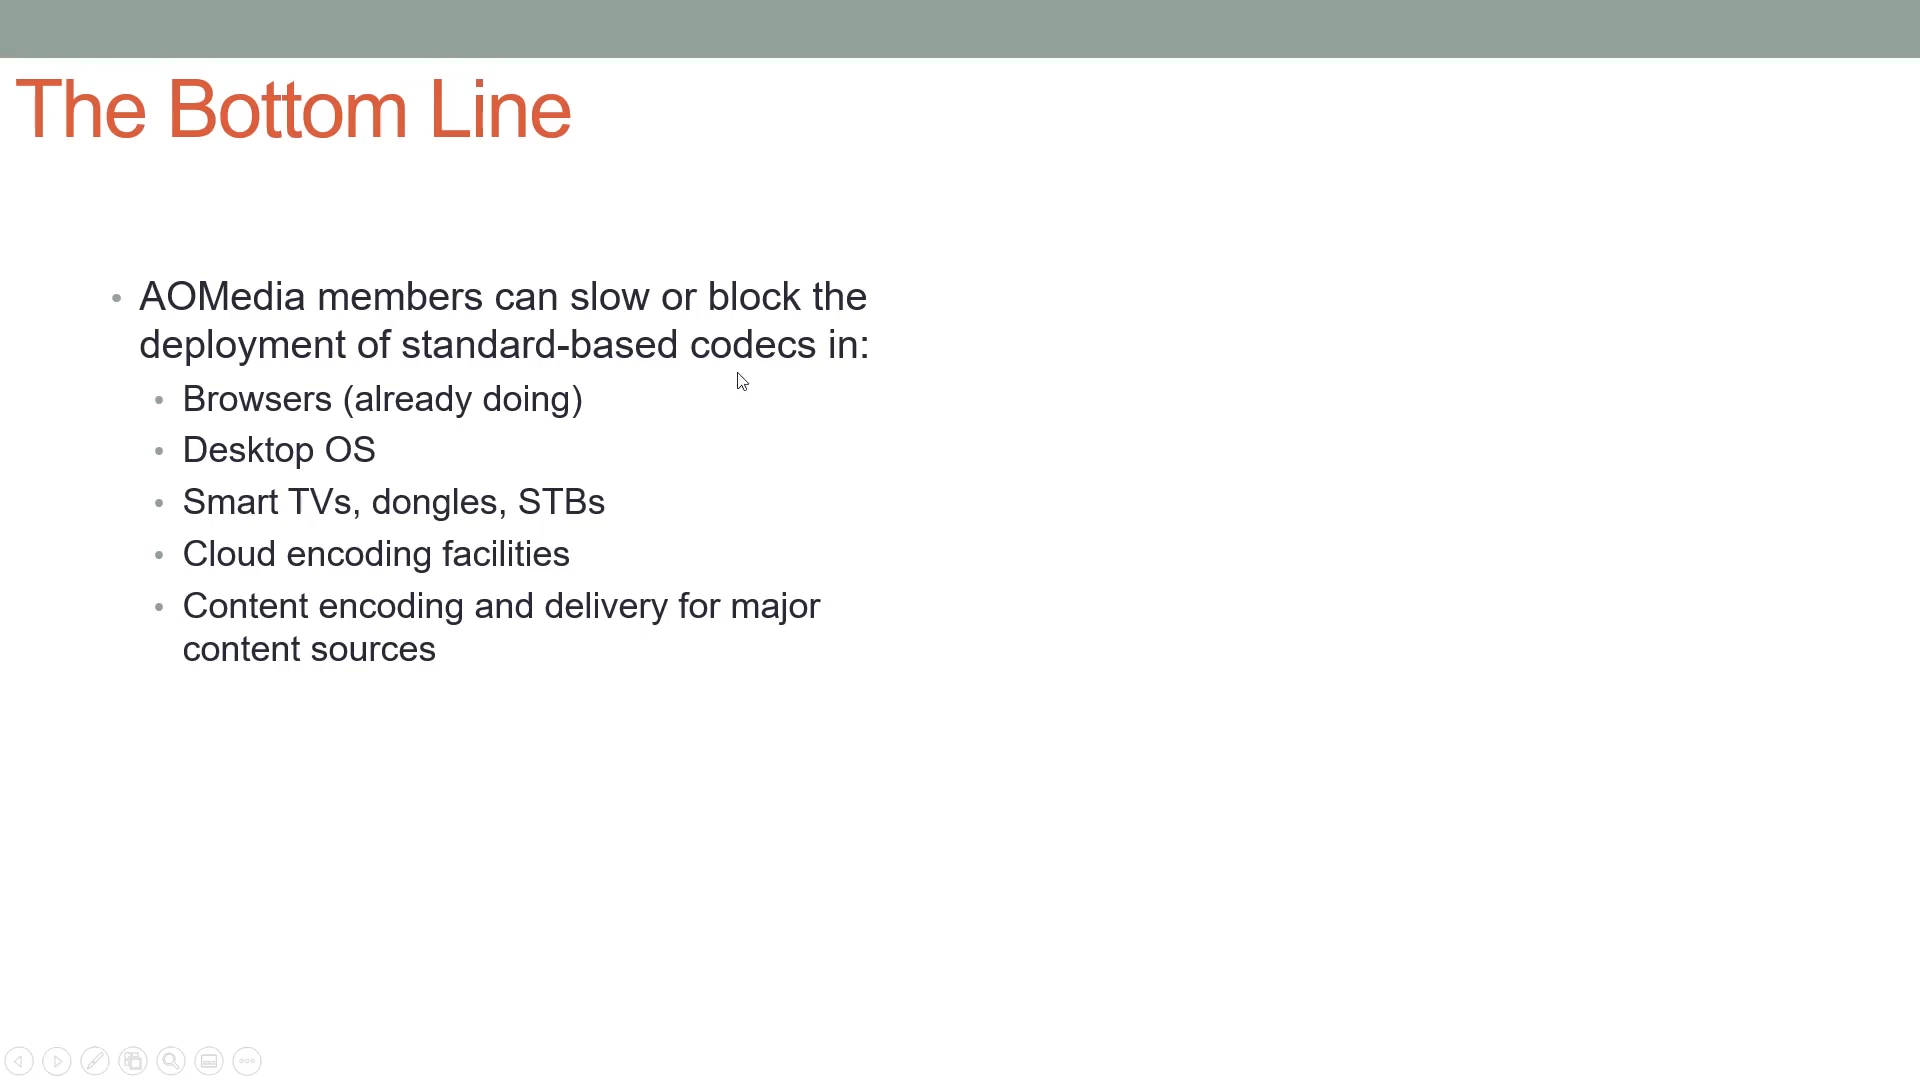 The Bottom Line
• AOMedia members can slow or block the
deployment of standard-based codecs in:
• Browsers (already doing)
• Desktop OS
• Smart TVs, dongles, STBs
• Cloud encoding facilities
• Content encoding and delivery for major
content sources